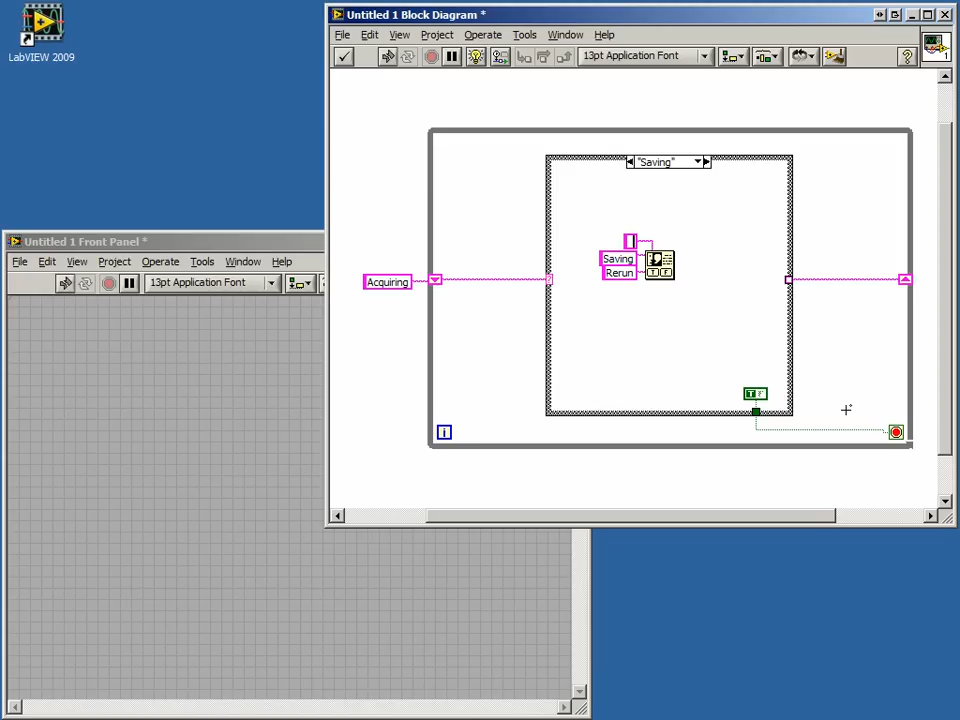 LabVIEW 2009
Untitled 1 Block Diagram *
File Edit View Project Operate Tools Window Help
13pt Application Font
?
1
"Saving"
Saving
Rerun
T F
Acquiring
?
T F
i
Untitled 1 Front Panel *
File Edit View Project Operate Tools Window Help
13pt Application Font